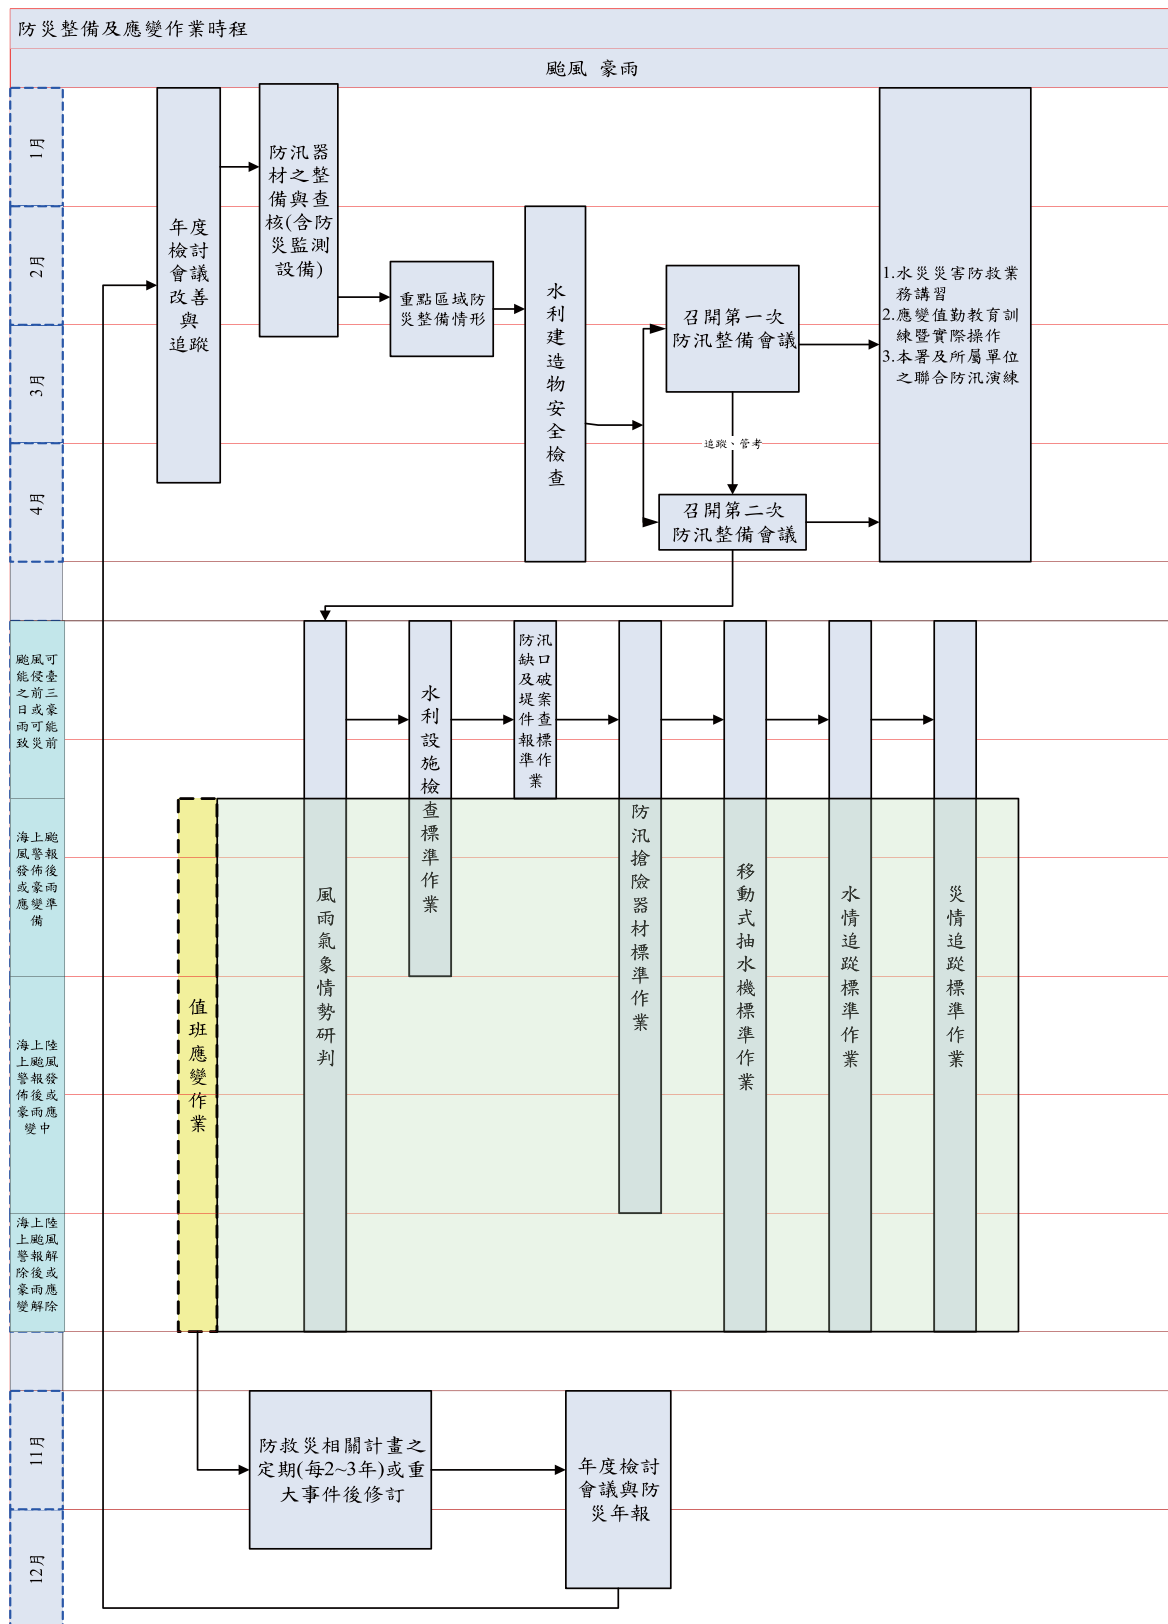 防災整備及應變作業時程
颱風 豪雨
1月
2月
3月
4月
年度
檢討
會議
改善
與
追蹤
防汛器
材之整
備與查
核(含防
災監測
設備)
重點區域防
災整備情形
水利建造物安全檢查
召開第一次
防汛整備會議
追蹤、管考
召開第二次
防汛整備會議
1.水災災害防救業
務講習
2.應變值勤教育訓
練暨實際操作
3.本署及所屬單位
之聯合防汛演練
颱風可
能侵臺
之前三
日或豪
雨可能
致災前
海上颱
風警報
發佈後
或豪雨
應變準
備
海上陸
上颱風
警報發
佈後或
豪雨應
變中
海上陸
上颱風
警報解
除後或
豪雨應
變解除
值班應變作業
風雨氣象情勢研判
水利設施檢查標準作業
防汛
缺口
及破
堤案
件查
報標
準作
業
防汛搶險器材標準作業
移動式抽水機標準作業
水情追蹤標準作業
災情追蹤標準作業
11月
12月
防救災相關計畫之
定期(每2~3年)或重
大事件後修訂
年度檢討
會議與防
災年報